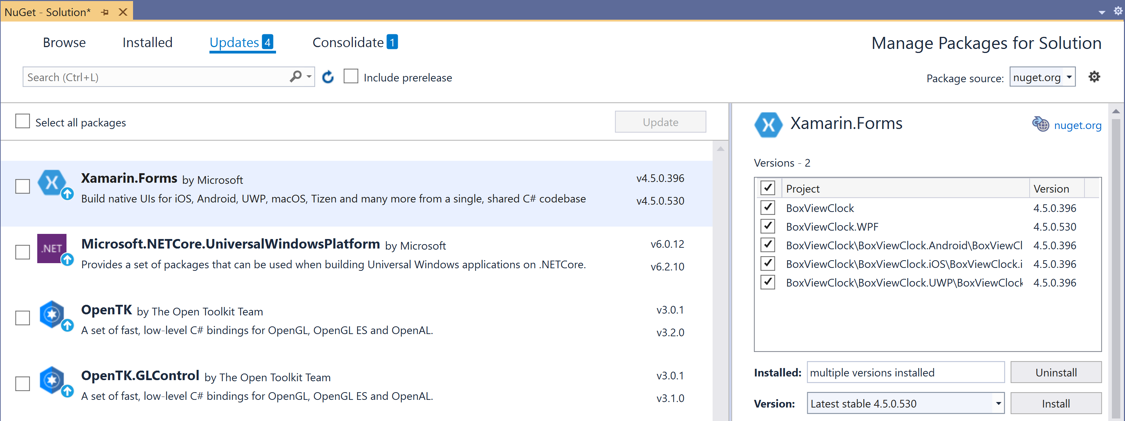 NuGet - Solution*
Browse Installed Updates 4 Consolidate 1 Manage Packages for Solution
Search (Ctrl+L) Include prerelease Package source: nuget.org
Select all packages Update
Xamarin.Forms by Microsoft v4.5.0.396
Build native UIs for iOS, Android, UWP, macOS, Tizen and many more from a single, shared C# codebase v4.5.0.530
.NET Microsoft.NETCore.UniversalWindowsPlatform by Microsoft v6.0.12
Provides a set of packages that can be used when building Universal Windows applications on .NETCore. v6.2.10
OpenTK by The Open Toolkit Team v3.0.1
A set of fast, low-level C# bindings for OpenGL, OpenGL ES and OpenAL. v3.2.0
OpenTK.GLControl by The Open Toolkit Team v3.0.1
A set of fast, low-level C# bindings for OpenGL, OpenGL ES and OpenAL. v3.1.0
Xamarin.Forms nuget.org
Versions - 2
Project Version
BoxViewClock 4.5.0.396
BoxViewClock.WPF 4.5.0.530
BoxViewClock\BoxViewClock.Android\BoxViewCl 4.5.0.396
BoxViewClock\BoxViewClock.iOS\BoxViewClock.i 4.5.0.396
BoxViewClock\BoxViewClock.UWP\BoxViewClock 4.5.0.396
Installed: multiple versions installed Uninstall
Version: Latest stable 4.5.0.530 Install